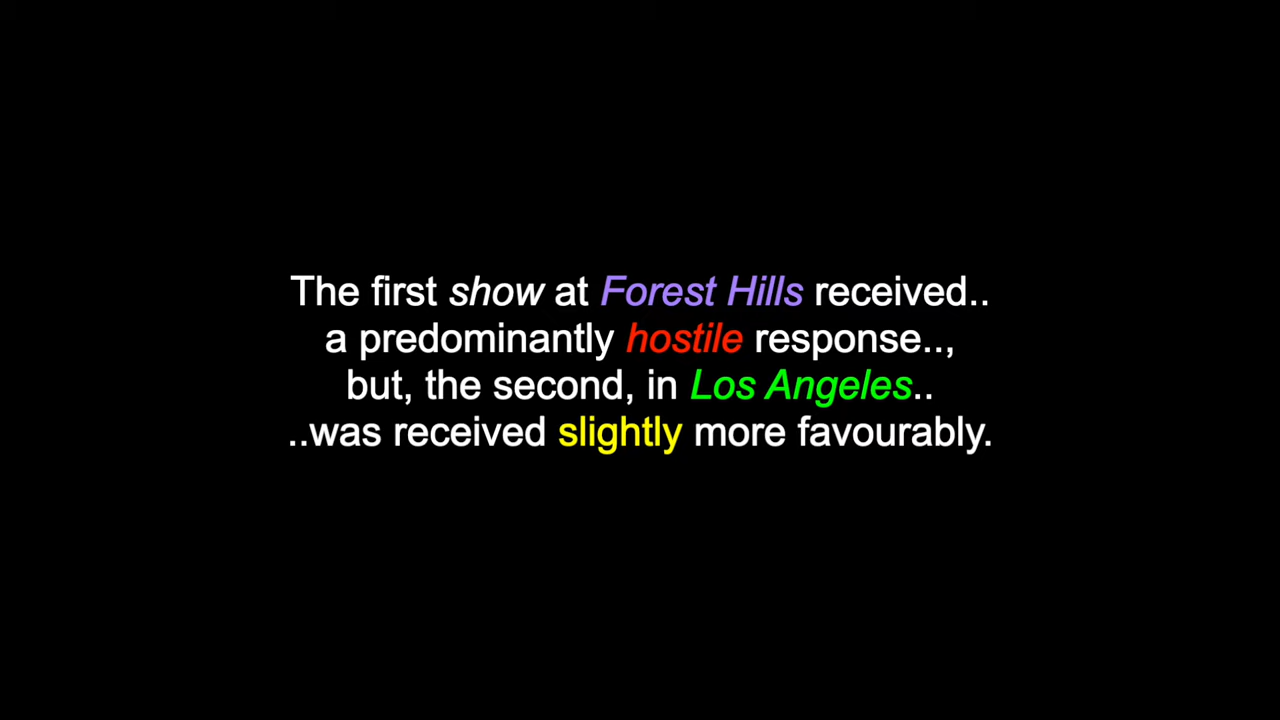 The first show at Forest Hills received..
a predominantly hostile response..,
but, the second, in Los Angeles..
..was received slightly more favourably.